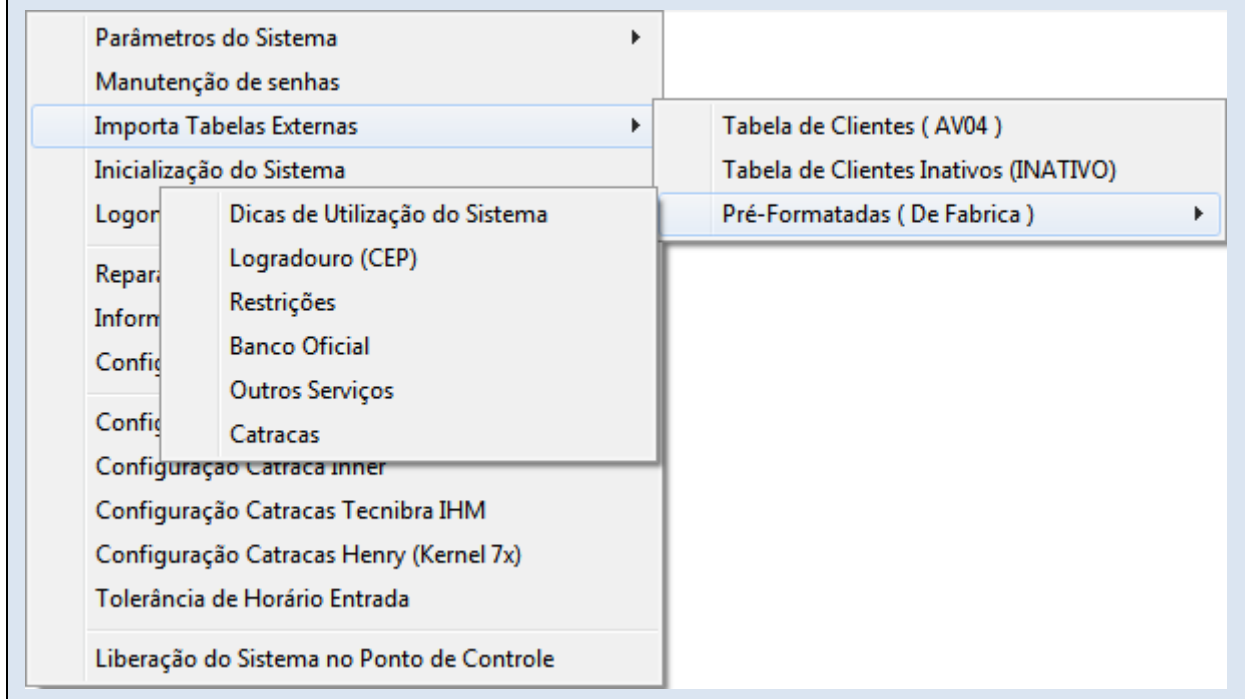 Parâmetros do Sistema
Manutenção de senhas
Importa Tabelas Externas
Inicialização do Sistema
Tabela de Clientes ( AV04 )
Tabela de Clientes Inativos (INATIVO)
Pré-Formatadas ( De Fabrica )
Dicas de Utilização do Sistema
Logradouro (CEP)
Restrições
Banco Oficial
Outros Serviços
Catracas
Configuração Catraca Inner
Configuração Catracas Tecnibra IHM
Configuração Catracas Henry (Kernel 7x)
Tolerância de Horário Entrada
Liberação do Sistema no Ponto de Controle